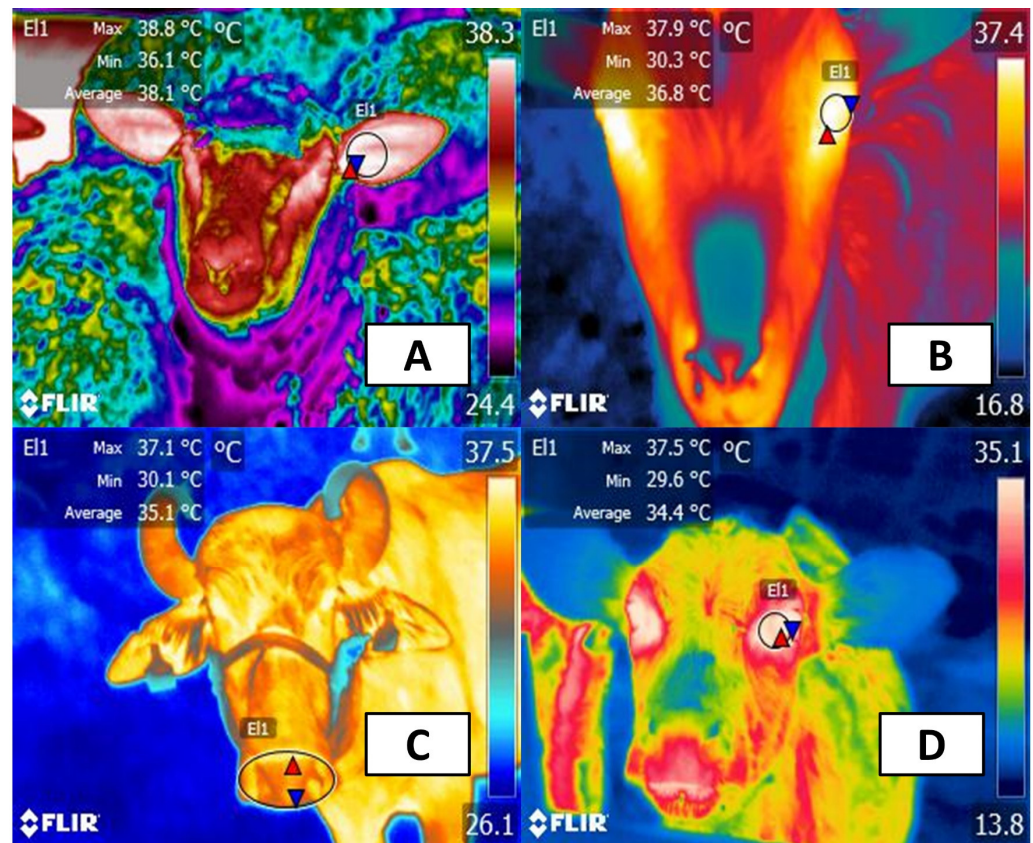 El1 Max 38.8 °C °C 38.3
Min 36.1 °C
Average 38.1 °C
El1
A
FLIR 24.4
El1 Max 37.9 °C °C 37.4
Min 30.3 °C
El1
Average 36.8 °C
B
FLIR 16.8
El1 Max 37.1 °C °C 37.5
Min 30.1 °C
Average 35.1 °C
El1
C
FLIR 26.1
El1 Max 37.5 °C °C 35.1
Min 29.6 °C
Average 34.4 °C
El1
D
FLIR 13.8